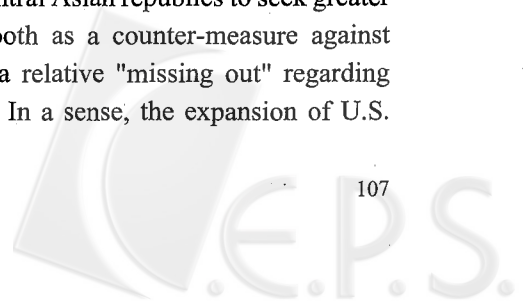 ntral Asian republics to seek greater
both as a counter-measure against
a relative "missing out" regarding
In a sense, the expansion of U.S.
107
C.E.P.S.